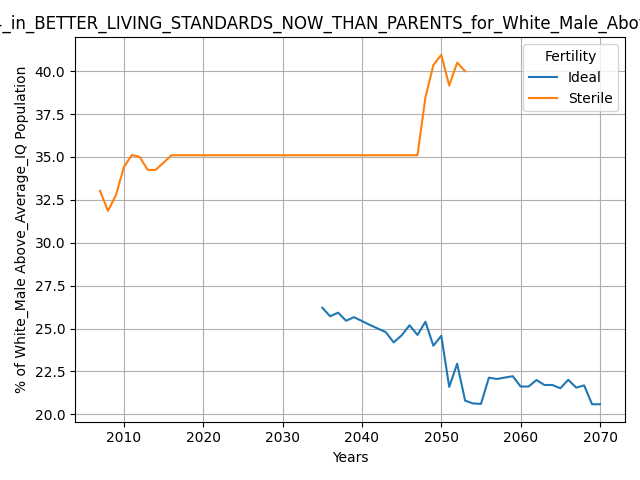 _in_BETTER_LIVING_STANDARDS_NOW_THAN_PARENTS_for_White_Male_Abov
Fertility
Ideal
Sterile
% of White_Male Above_Average_IQ Population
40.0
37.5
35.0
32.5
30.0
27.5
25.0
22.5
20.0
2010 2020 2030 2040 2050 2060 2070
Years